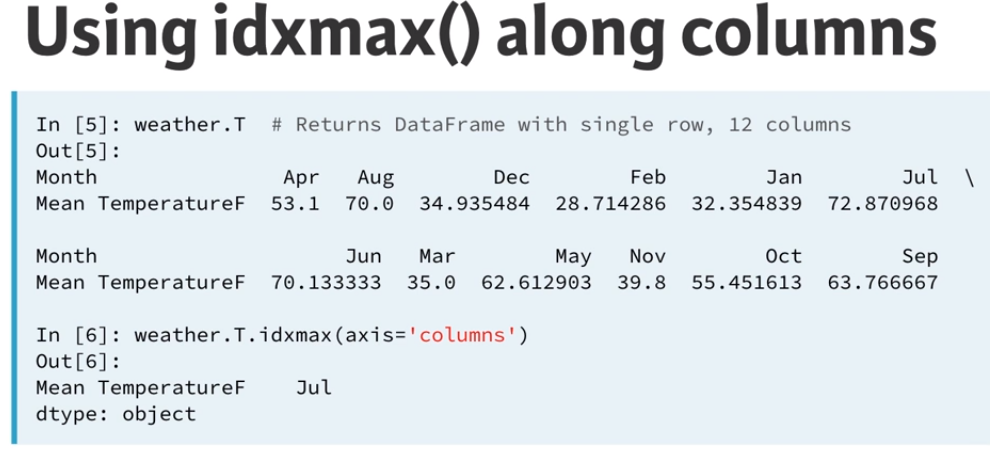 Using idxmax() along columns
In [5]: weather.T  # Returns DataFrame with single row, 12 columns
Out[5]:
Month               Apr   Aug        Dec        Feb        Jan        Jul  \
Mean TemperatureF  53.1  70.0  34.935484  28.714286  32.354839  72.870968
Month                    Jun   Mar        May   Nov        Oct        Sep
Mean TemperatureF  70.133333  35.0  62.612903  39.8  55.451613  63.766667
In [6]: weather.T.idxmax(axis='columns')
Out[6]:
Mean TemperatureF    Jul
dtype: object